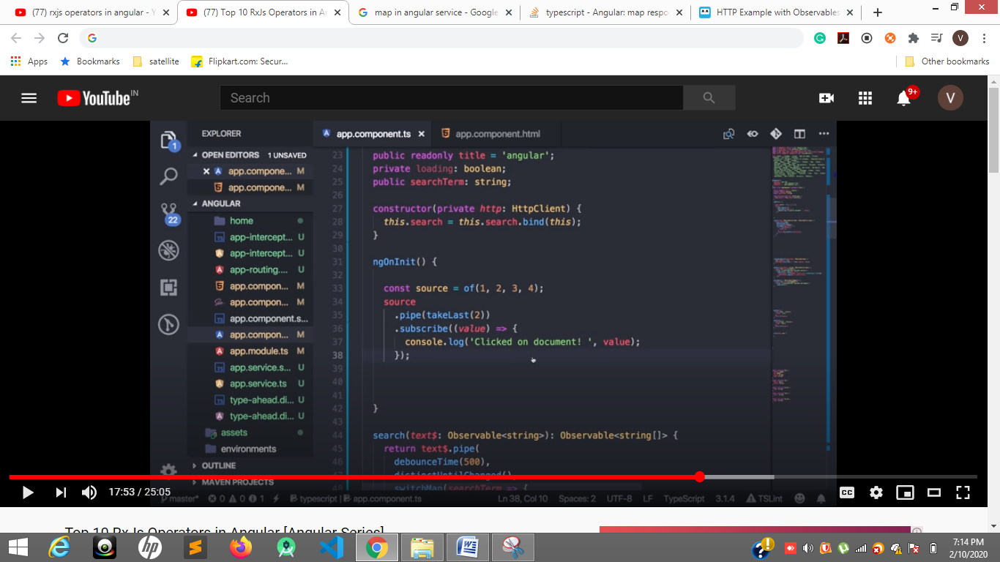 (77) rxjs operators in angular - Y
(77) Top 10 RxJs Operators in A
map in angular service - Google
typescript - Angular: map respo
HTTP Example with Observables
V
Apps
Bookmarks
satellite
Flipkart.com: Secur...
Other bookmarks
YouTube IN
Search
9+
V
EXPLORER
app.component.ts
app.component.html
1
OPEN EDITORS 1 UNSAVED
app.compone... M
app.compone... M
ANGULAR
22
home
app-intercept... U
app-intercept... U
app-routing.... U
app.compon... M
app.compon... M
app.component.s...
app.compon... M
app.module.ts M
app.service.s... U
app.service.ts U
type-ahead.di... U
type-ahead.di... U
assets
environments
OUTLINE
MAVEN PROJECTS
23 public readonly title = 'angular';
24 private loading: boolean;
25 public searchTerm: string;
26
27 constructor(private http: HttpClient) {
28 this.search = this.search.bind(this);
29 }
30
31 ngOnInit() {
32
33 const source = of(1, 2, 3, 4);
34 source
35 .pipe(takeLast(2))
36 .subscribe((value) => {
37 console.log('Clicked on document! ', value);
38 });
39
40
41
42 }
43
44 search(text$: Observable<string>): Observable<string[]> {
45 return text$.pipe(
46 debounceTime(500),
47 distinctUntilChanged(),
48 switchMap(searchTerm => {
17:53 / 25:05
master* 0 0 1 typescript | app.component.ts Ln 38, Col 10 Spaces: 2 UTF-8 LF TypeScript 3.1.4 TSLint
Top 10 RxJs Operators in Angular [Angular Series]
7:14 PM
2/10/2020